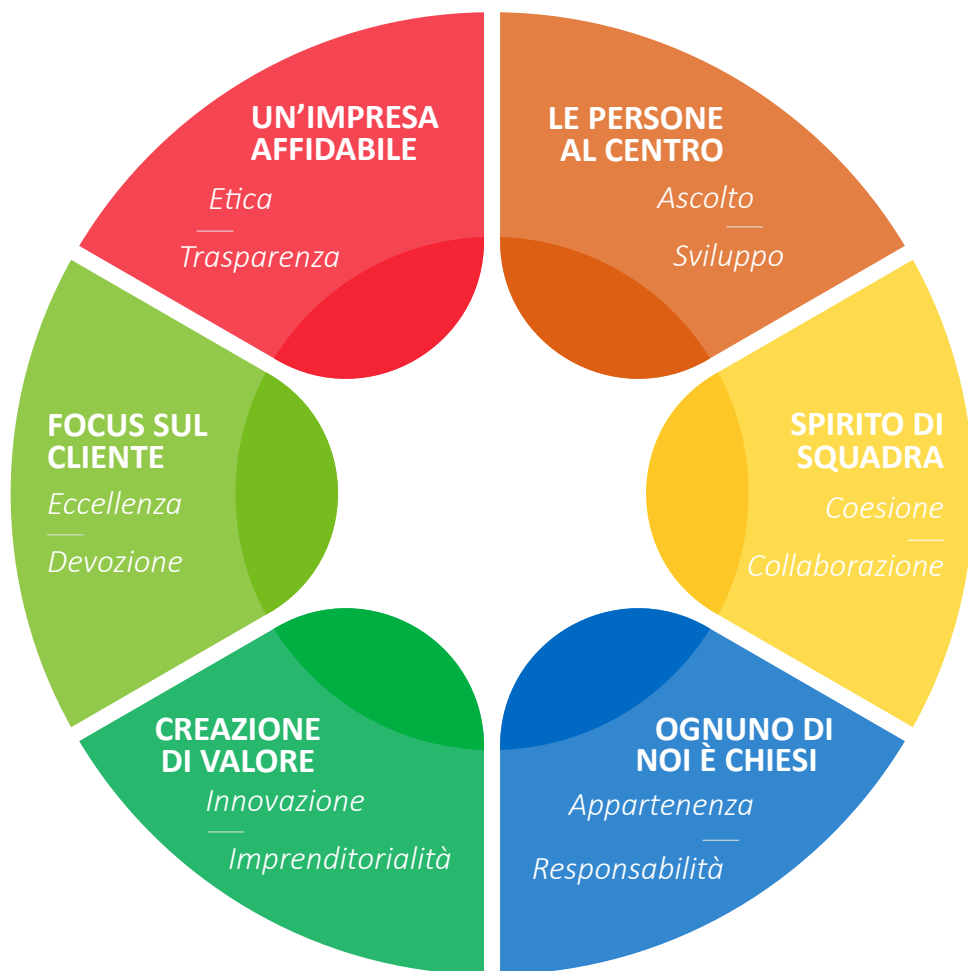 UN’IMPRESA
AFFIDABILE
Etica
Trasparenza
LE PERSONE
AL CENTRO
Ascolto
Sviluppo
SPIRITO DI
SQUADRA
Coesione
Collaborazione
OGNUNO DI
NOI È CHIESI
Appartenenza
Responsabilità
CREAZIONE
DI VALORE
Innovazione
Imprenditorialità
FOCUS SUL
CLIENTE
Eccellenza
Devozione